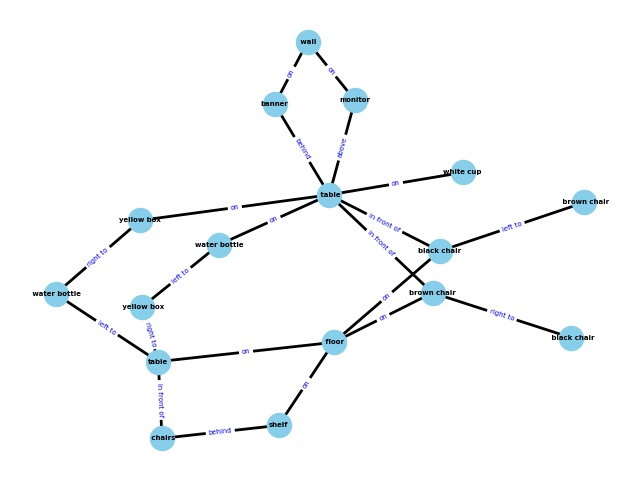 wall
on
on
banner
monitor
behind
above
white cup
on
table
brown chair
on
yellow box
on
in front of
left to
in front of
water bottle
black chair
right to
left to
water bottle
brown chair
on
yellow box
on
right to
right to
left to
black chair
floor
on
table
in front of
on
shelf
behind
chairs